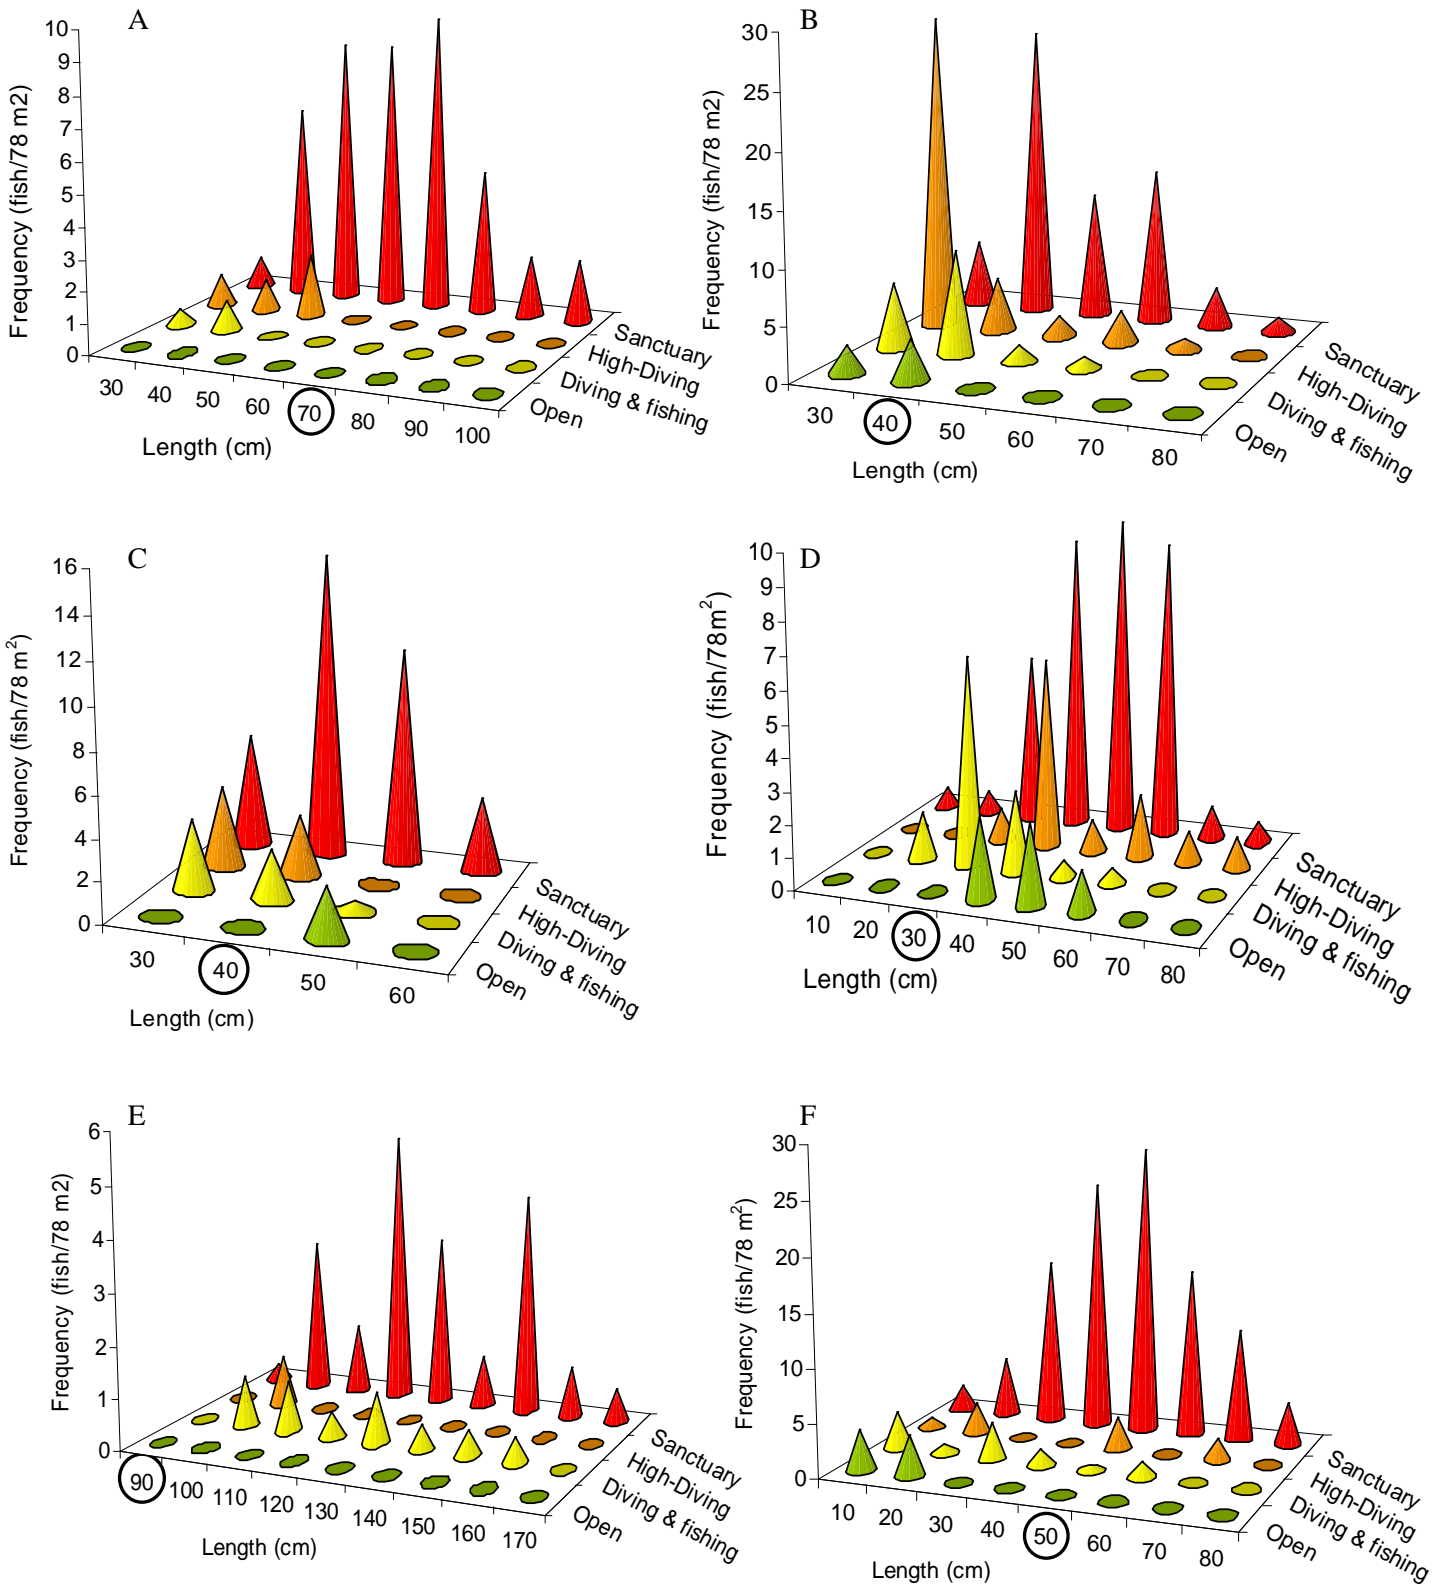 A
Frequency (fish/78 m2)
10
9
8
7
6
5
4
3
2
1
0
30 40 50 60 70 80 90 100
Length (cm)
Sanctuary
High-Diving
Diving & fishing
Open
B
Frequency (fish/78 m2)
30
25
20
15
10
5
0
30 40 50 60 70 80
Length (cm)
Sanctuary
High-Diving
Diving & fishing
Open
C
Frequency (fish/78 m²)
16
14
12
10
8
6
4
2
0
30 40 50 60
Length (cm)
Sanctuary
High-Diving
Diving & fishing
Open
D
Frequency (fish/78m²)
10
9
8
7
6
5
4
3
2
1
0
10 20 30 40 50 60 70 80
Length (cm)
Sanctuary
High-Diving
Diving & fishing
Open
E
Frequency (fish/78 m2)
6
5
4
3
2
1
0
90 100 110 120 130 140 150 160 170
Length (cm)
Sanctuary
High-Diving
Diving & fishing
Open
F
Frequency (fish/78 m²)
30
25
20
15
10
5
0
10 20 30 40 50 60 70 80
Length (cm)
Sanctuary
High-Diving
Diving & fishing
Open